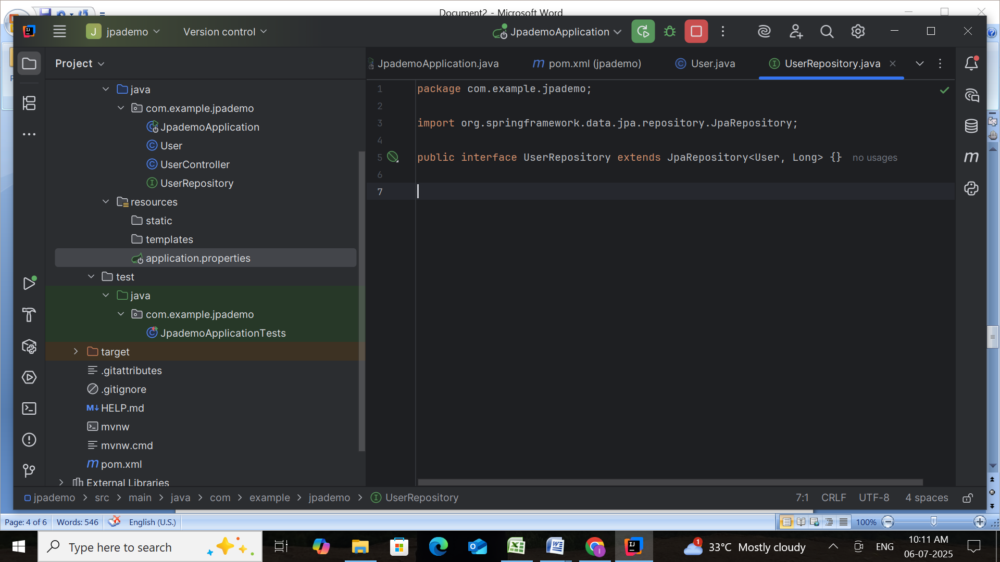 Document2 - Microsoft Word
J jpademo Version control JpademoApplication
Project
java
com.example.jpademo
JpademoApplication
User
UserController
UserRepository
resources
static
templates
application.properties
test
java
com.example.jpademo
JpademoApplicationTests
target
.gitattributes
.gitignore
M↓ HELP.md
mvnw
mvnw.cmd
m pom.xml
External Libraries
JpademoApplication.java m pom.xml (jpademo) User.java UserRepository.java
1 package com.example.jpademo;
2
3 import org.springframework.data.jpa.repository.JpaRepository;
4
5 public interface UserRepository extends JpaRepository<User, Long> {} no usages
6
7
jpademo > src > main > java > com > example > jpademo > UserRepository
7:1 CRLF UTF-8 4 spaces
Page: 4 of 6 Words: 546 English (U.S.) 100%
Type here to search
1 33°C Mostly cloudy ENG 10:11 AM
06-07-2025